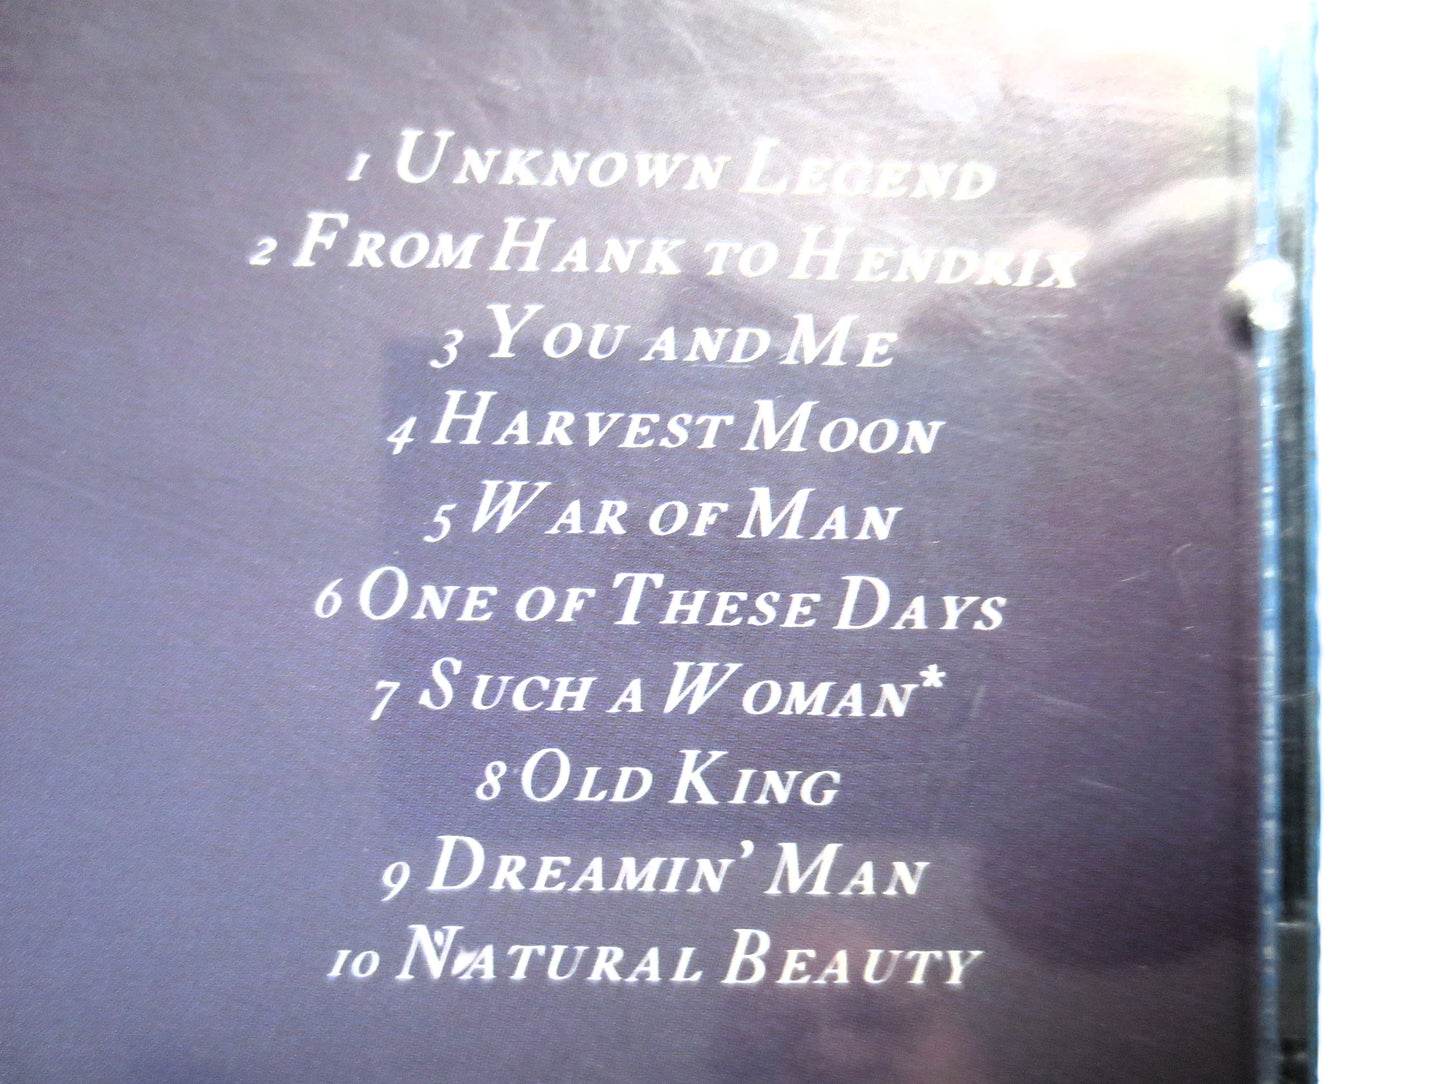 1 UNKNOWN LEGEND
2 FROM HANK TO HENDRIX
3 YOU AND ME
4 HARVEST MOON
5 WAR OF MAN
6 ONE OF THESE DAYS
7 SUCH A WOMAN*
8 OLD KING
9 DREAMIN' MAN
10 NATURAL BEAUTY